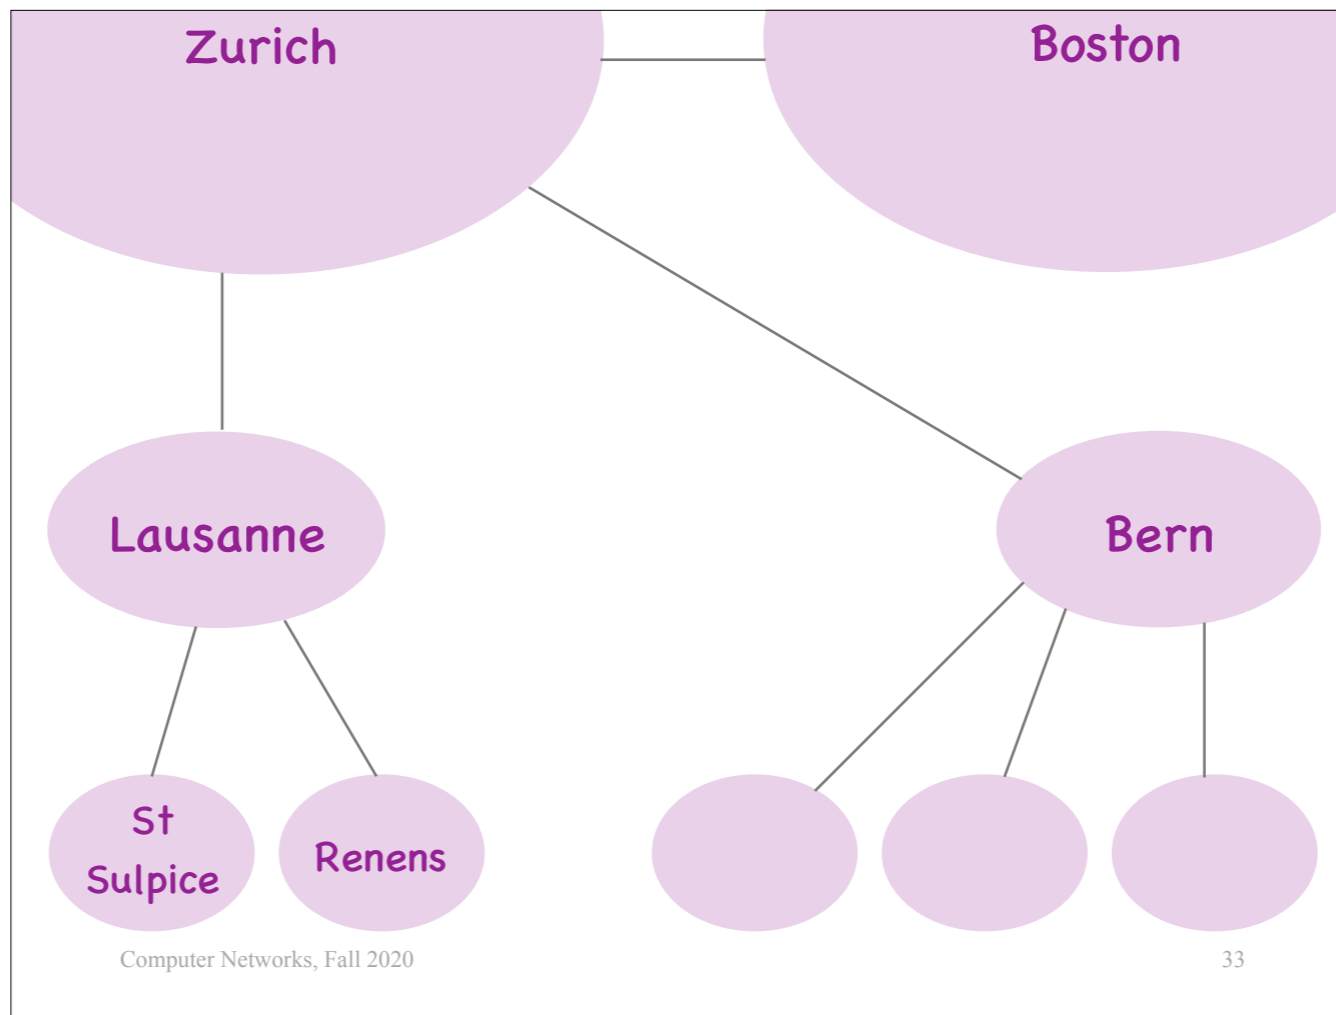 Zurich
Boston
Lausanne
Bern
St
Sulpice
Renens
Computer Networks, Fall 2020
33